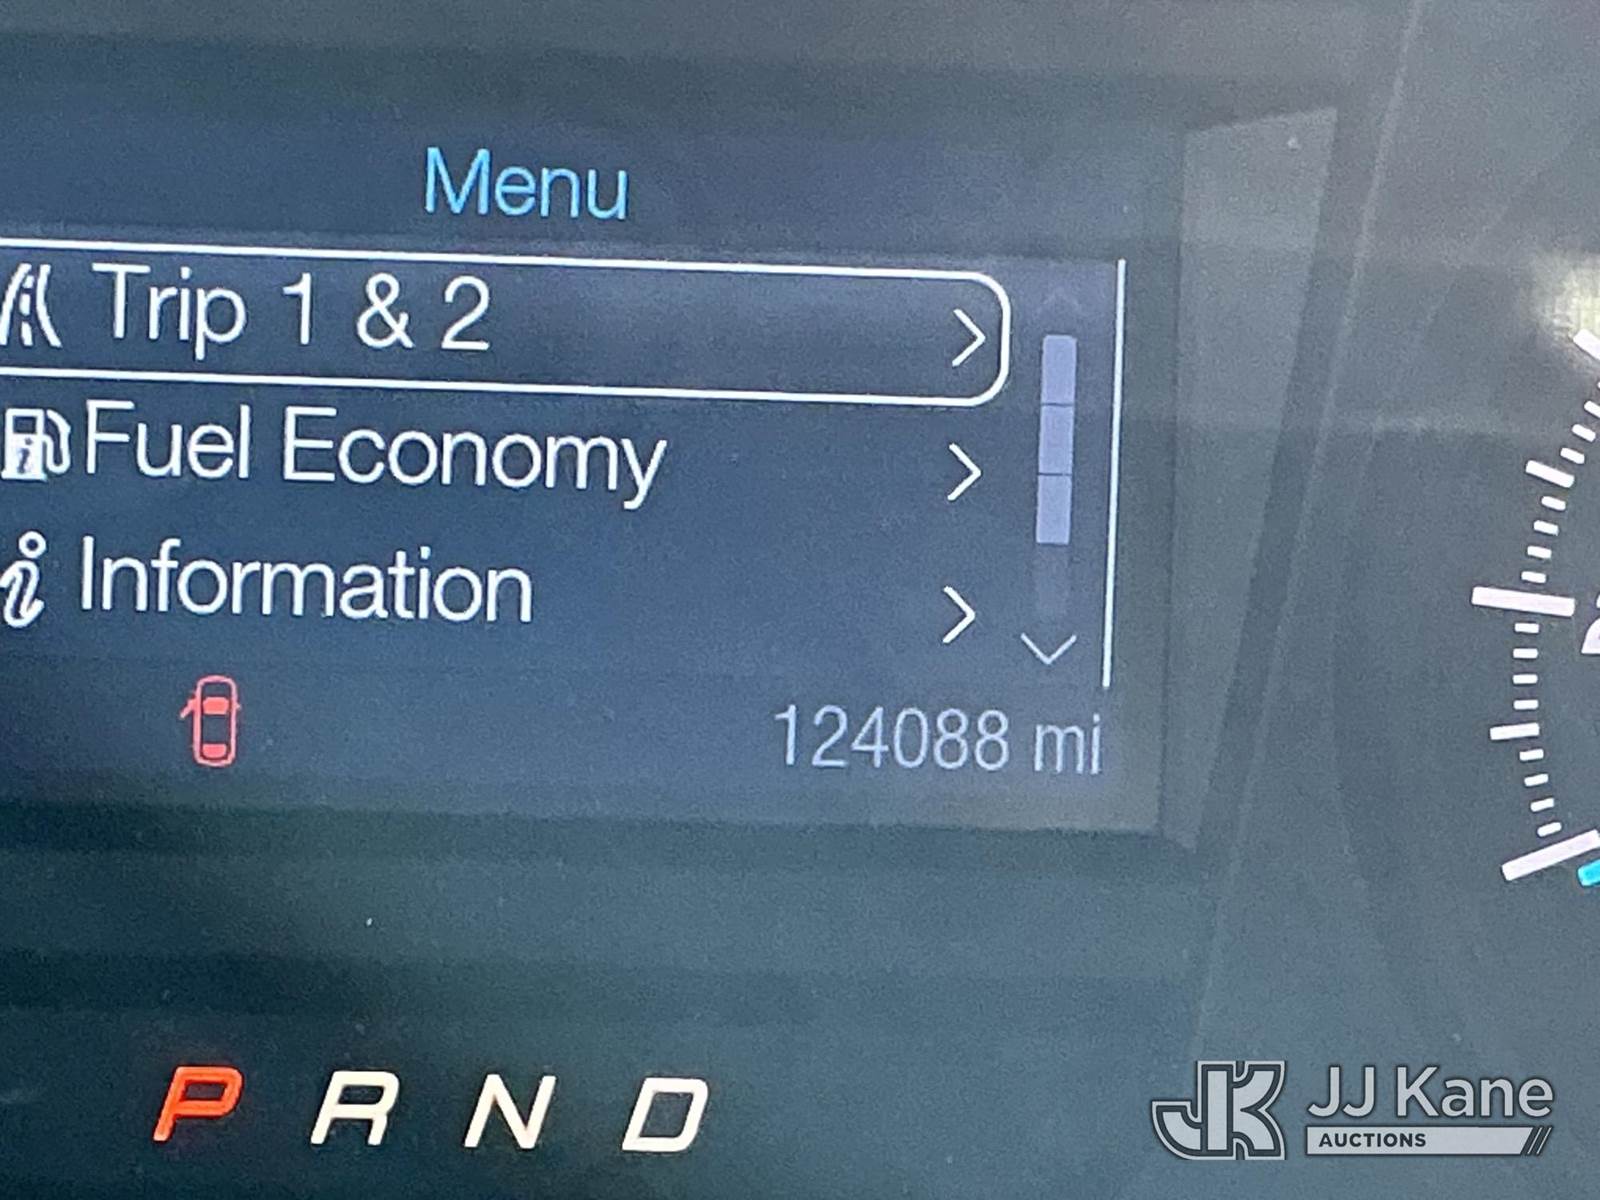 Menu
Trip 1 & 2
Fuel Economy
Information
124088 mi
P R N D
JJ Kane
AUCTIONS